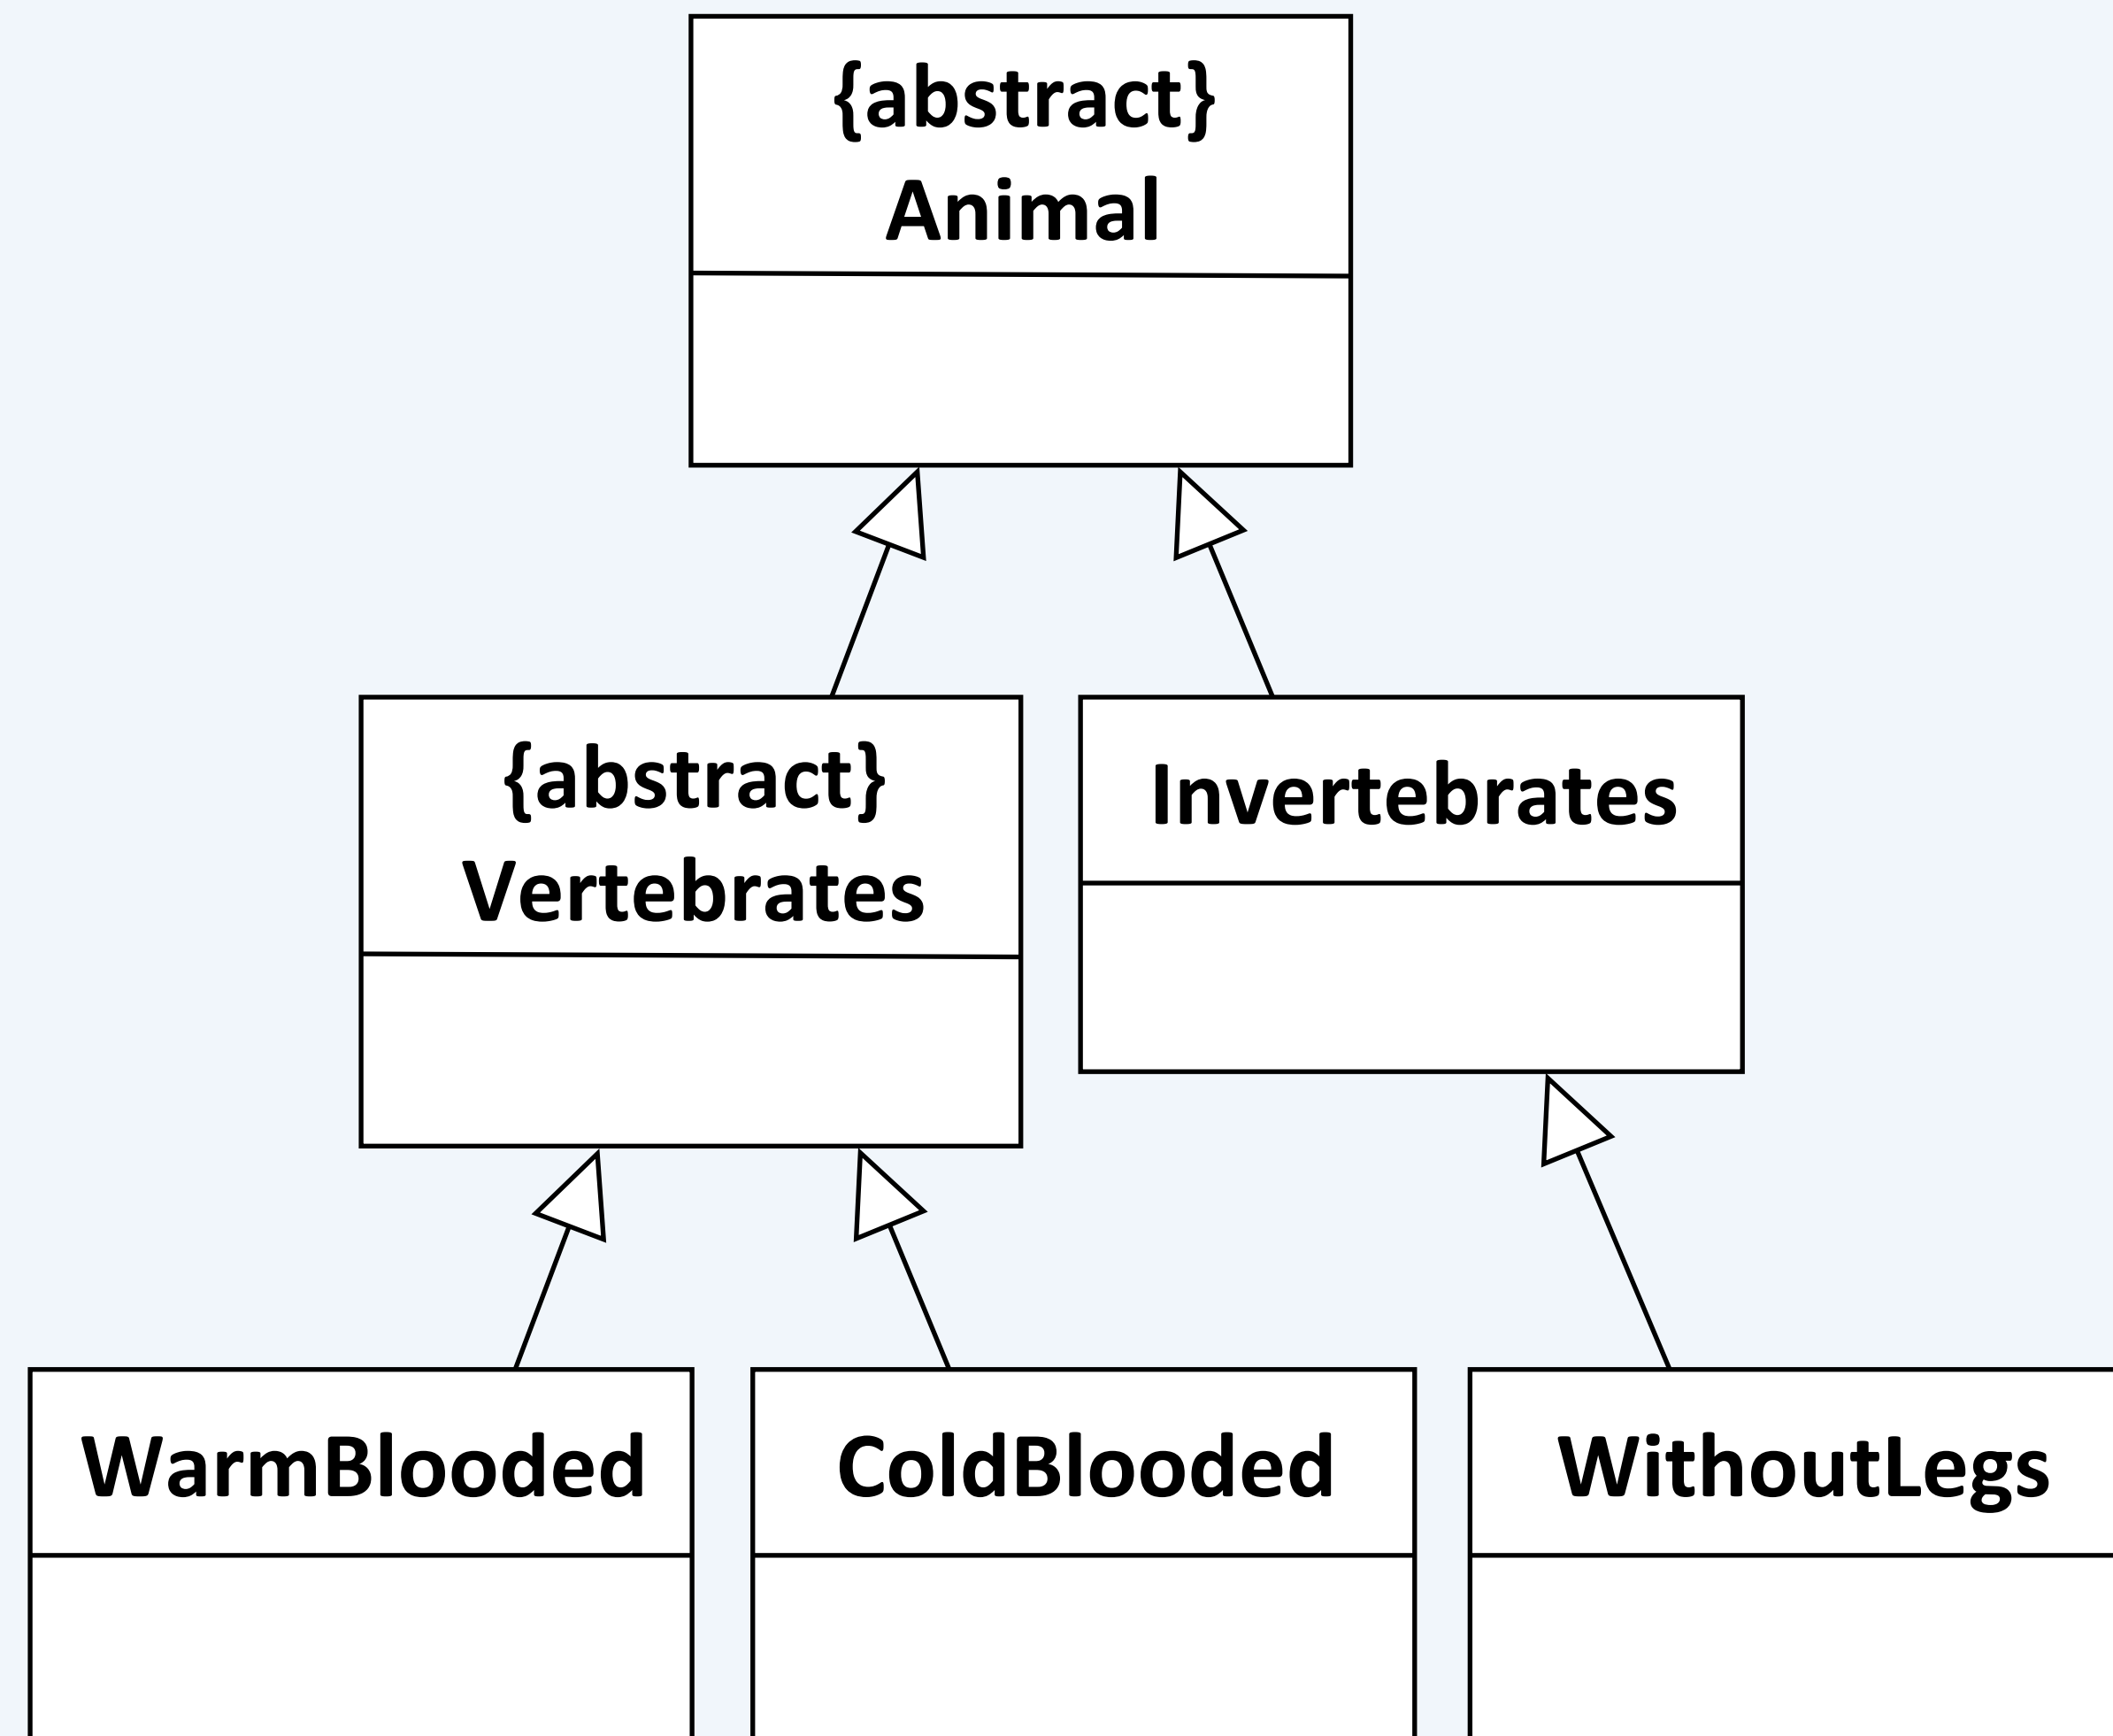 {abstract}
Animal
{abstract}
Vertebrates
Invertebrates
WarmBlooded
ColdBlooded
WithoutLegs